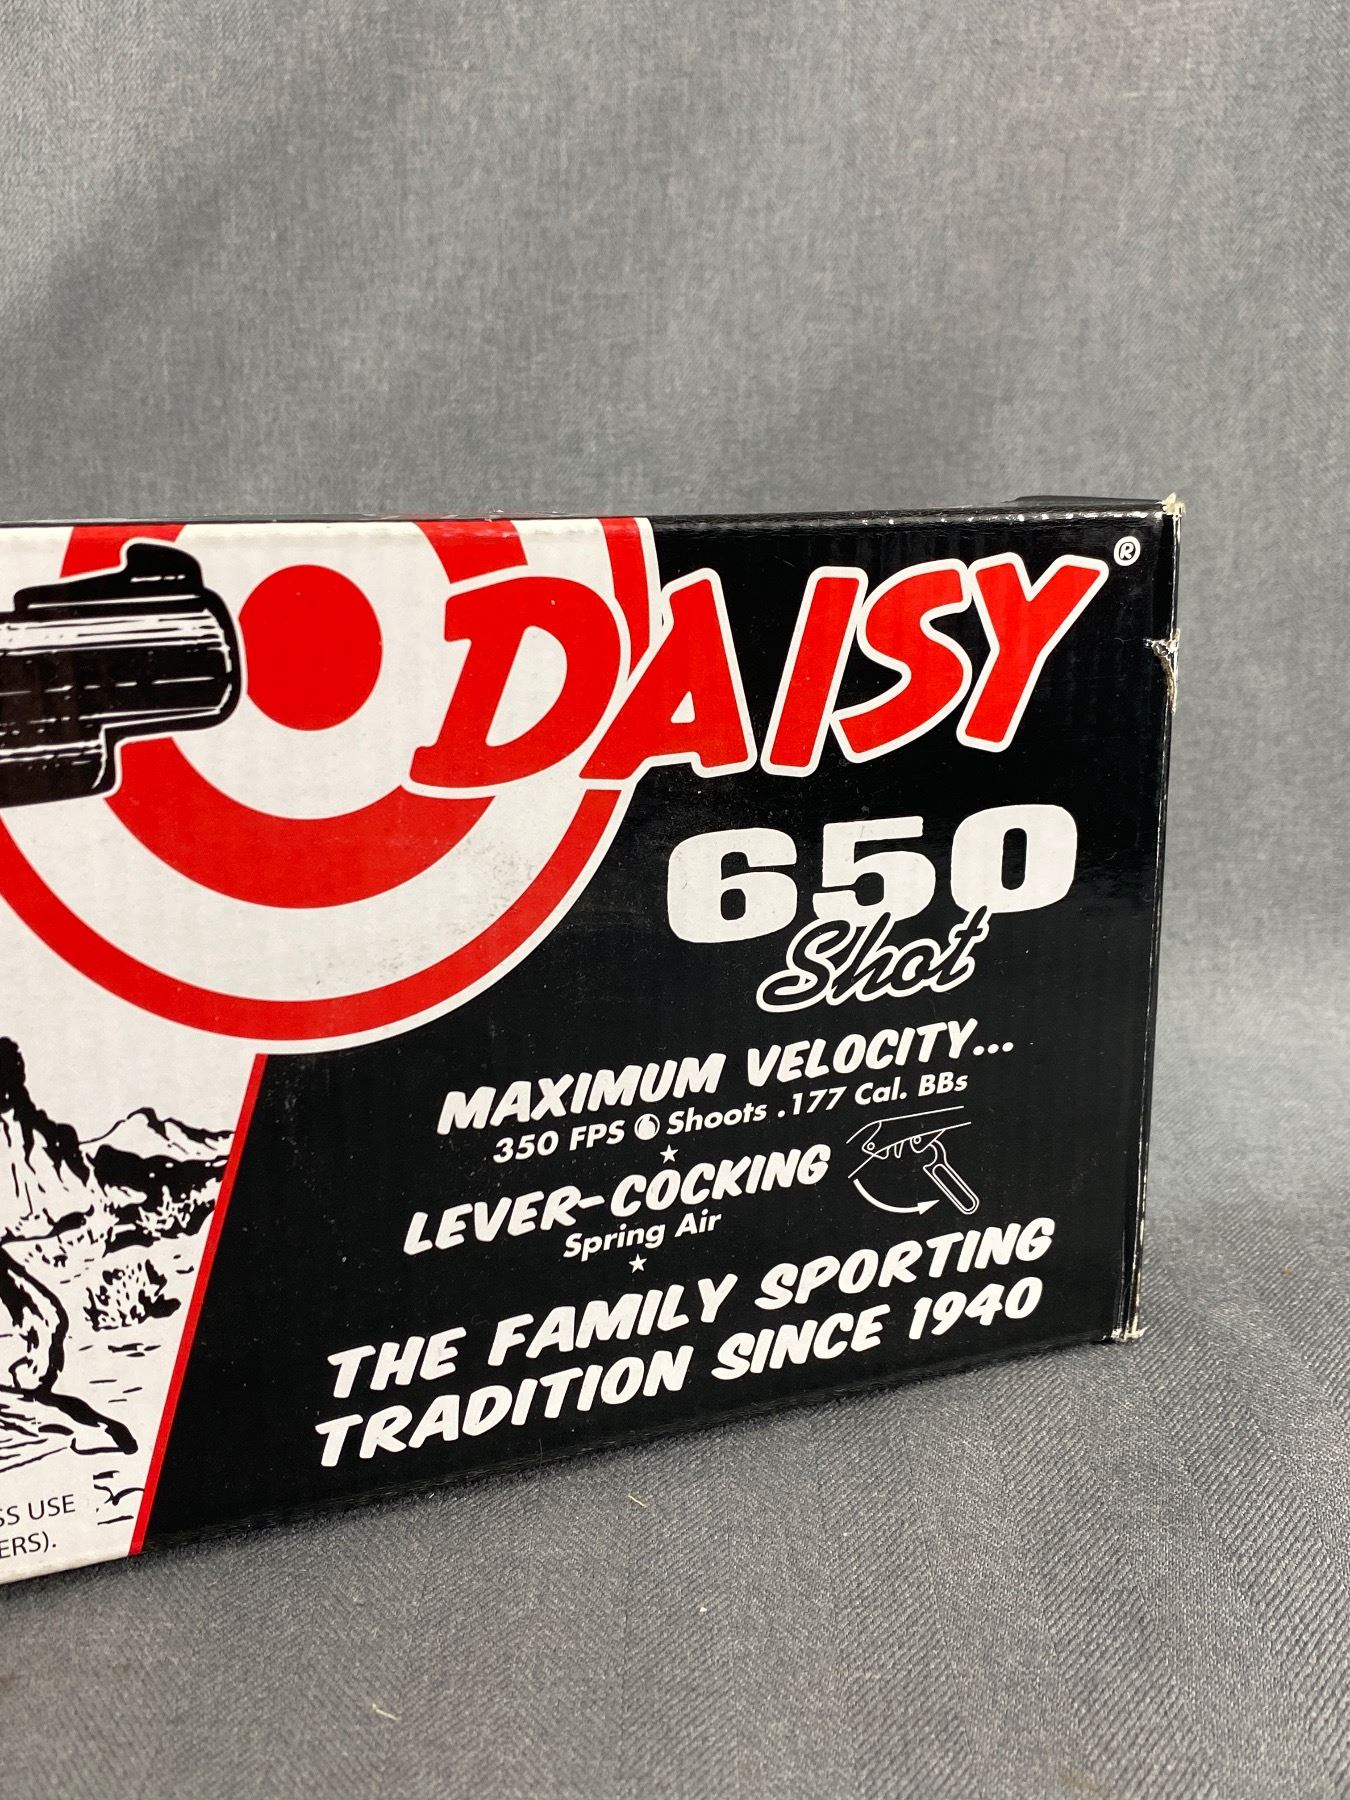 DAISY®
650
Shot
MAXIMUM VELOCITY...
350 FPS Shoots .177 Cal. BBs
LEVER-COCKING
Spring Air
THE FAMILY SPORTING
TRADITION SINCE 1940
USE